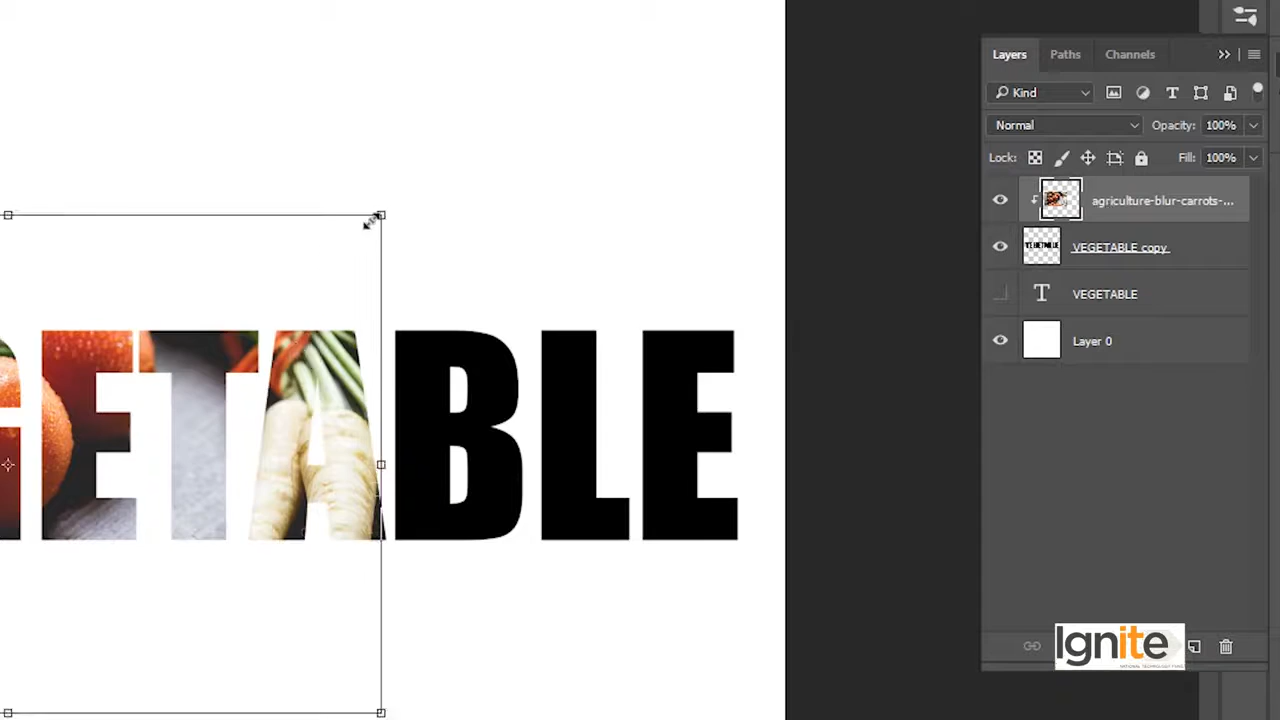 Layers Paths Channels
Kind
Normal Opacity: 100%
Lock: Fill: 100%
agriculture-blur-carrots-...
VEGETABLE copy
VEGETABLE
Layer 0
GETABLE
Ignite